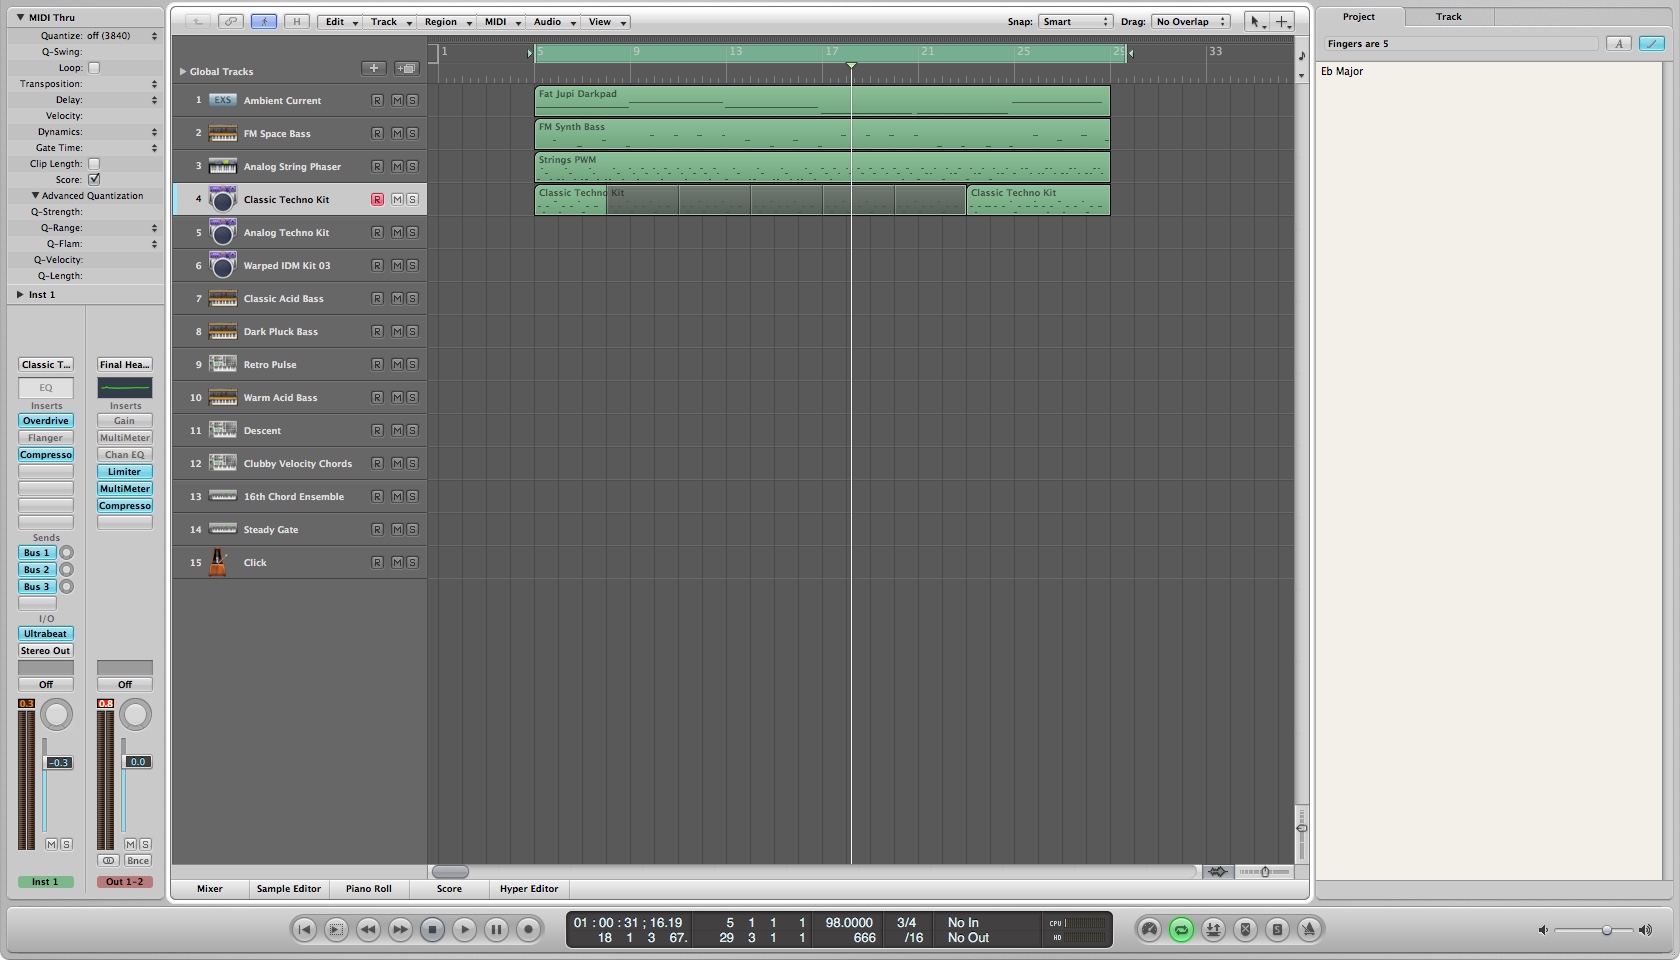 MIDI Thru
Quantize: off (3840)
Q-Swing:
Loop:
Transposition:
Delay:
Velocity:
Dynamics:
Gate Time:
Clip Length:
Score:
Advanced Quantization
Q-Strength:
Q-Range:
Q-Flam:
Q-Velocity:
Q-Length:
Inst 1
Classic T... Final Hea...
EQ
Inserts Inserts
Overdrive Gain
Flanger MultiMeter
Compresso Chan EQ
Limiter
MultiMeter
Compresso
Sends
Bus 1
Bus 2
Bus 3
I/O
Ultrabeat
Stereo Out
Off Off
0.3 0.8
-0.3 0.0
M S M S
Bnce
Inst 1 Out 1-2
H Edit Track Region MIDI Audio View Snap: Smart Drag: No Overlap
1 5 9 13 17 21 25 29 33
Global Tracks
1 EXS Ambient Current R M S
2 FM Space Bass R M S
3 Analog String Phaser R M S
4 Classic Techno Kit R M S
5 Analog Techno Kit R M S
6 Warped IDM Kit 03 R M S
7 Classic Acid Bass R M S
8 Dark Pluck Bass R M S
9 Retro Pulse R M S
10 Warm Acid Bass R M S
11 Descent R M S
12 Clubby Velocity Chords R M S
13 16th Chord Ensemble R M S
14 Steady Gate R M S
15 Click R M S
Fat Jupi Darkpad
FM Synth Bass
Strings PWM
Classic Techno Kit Classic Techno Kit
Mixer Sample Editor Piano Roll Score Hyper Editor
Project Track
Fingers are 5 A
Eb Major
01 : 00 : 31 ; 16.19 5 1 1 1 98.0000 3/4 No In CPU
18 1 3 67. 29 3 1 1 666 /16 No Out HD
S